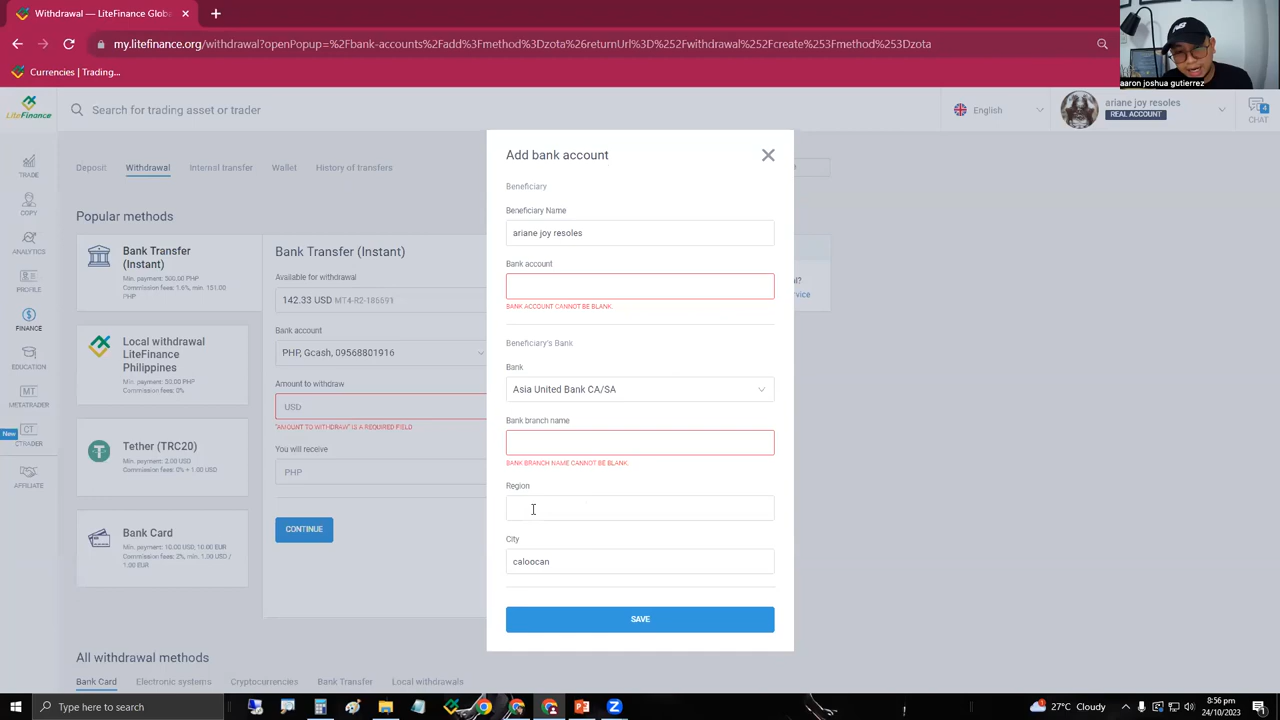 Withdrawal — LiteFinance Globa
my.litefinance.org/withdrawal?openPopup=%2Fbank-accounts%2Fadd%3Fmethod%3Dzota%26returnUrl%3D%252Fwithdrawal%252Fcreate%253Fmethod%253Dzota
Currencies | Trading...
aaron joshua gutierrez
LiteFinance
Search for trading asset or trader
English
ariane joy resoles
REAL ACCOUNT
4
CHAT
Deposit
Withdrawal
Internal transfer
Wallet
History of transfers
TRADE
COPY
ANALYTICS
PROFILE
FINANCE
EDUCATION
MT
METATRADER
New
CT
CTRADER
AFFILIATE
Popular methods
Bank Transfer
(Instant)
Min. payment: 500.00 PHP
Commission fees: 1.6%, min. 131.00
PHP
Local withdrawal
LiteFinance
Philippines
Min. payment: 50.00 PHP
Commission fees: 0%
Tether (TRC20)
Min. payment: 2.00 USD
Commission fees: 0% + 1.00 USD
Bank Card
Min. payment: 10.00 USD, 10.00 EUR
Commission fees: 2%, min. 1.00 USD /
1.00 EUR
Bank Transfer (Instant)
Available for withdrawal
142.33 USD MT4-R2-186691
Bank account
PHP, Gcash, 09568801916
Amount to withdraw
USD
"AMOUNT TO WITHDRAW" IS A REQUIRED FIELD
You will receive
PHP
CONTINUE
Add bank account
Beneficiary
Beneficiary Name
ariane joy resoles
Bank account
BANK ACCOUNT CANNOT BE BLANK.
Beneficiary's Bank
Bank
Asia United Bank CA/SA
Bank branch name
BANK BRANCH NAME CANNOT BE BLANK.
Region
City
caloocan
SAVE
All withdrawal methods
Bank Card
Electronic systems
Cryptocurrencies
Bank Transfer
Local withdrawals
Type here to search
27°C Cloudy
8:56 pm
24/10/2023